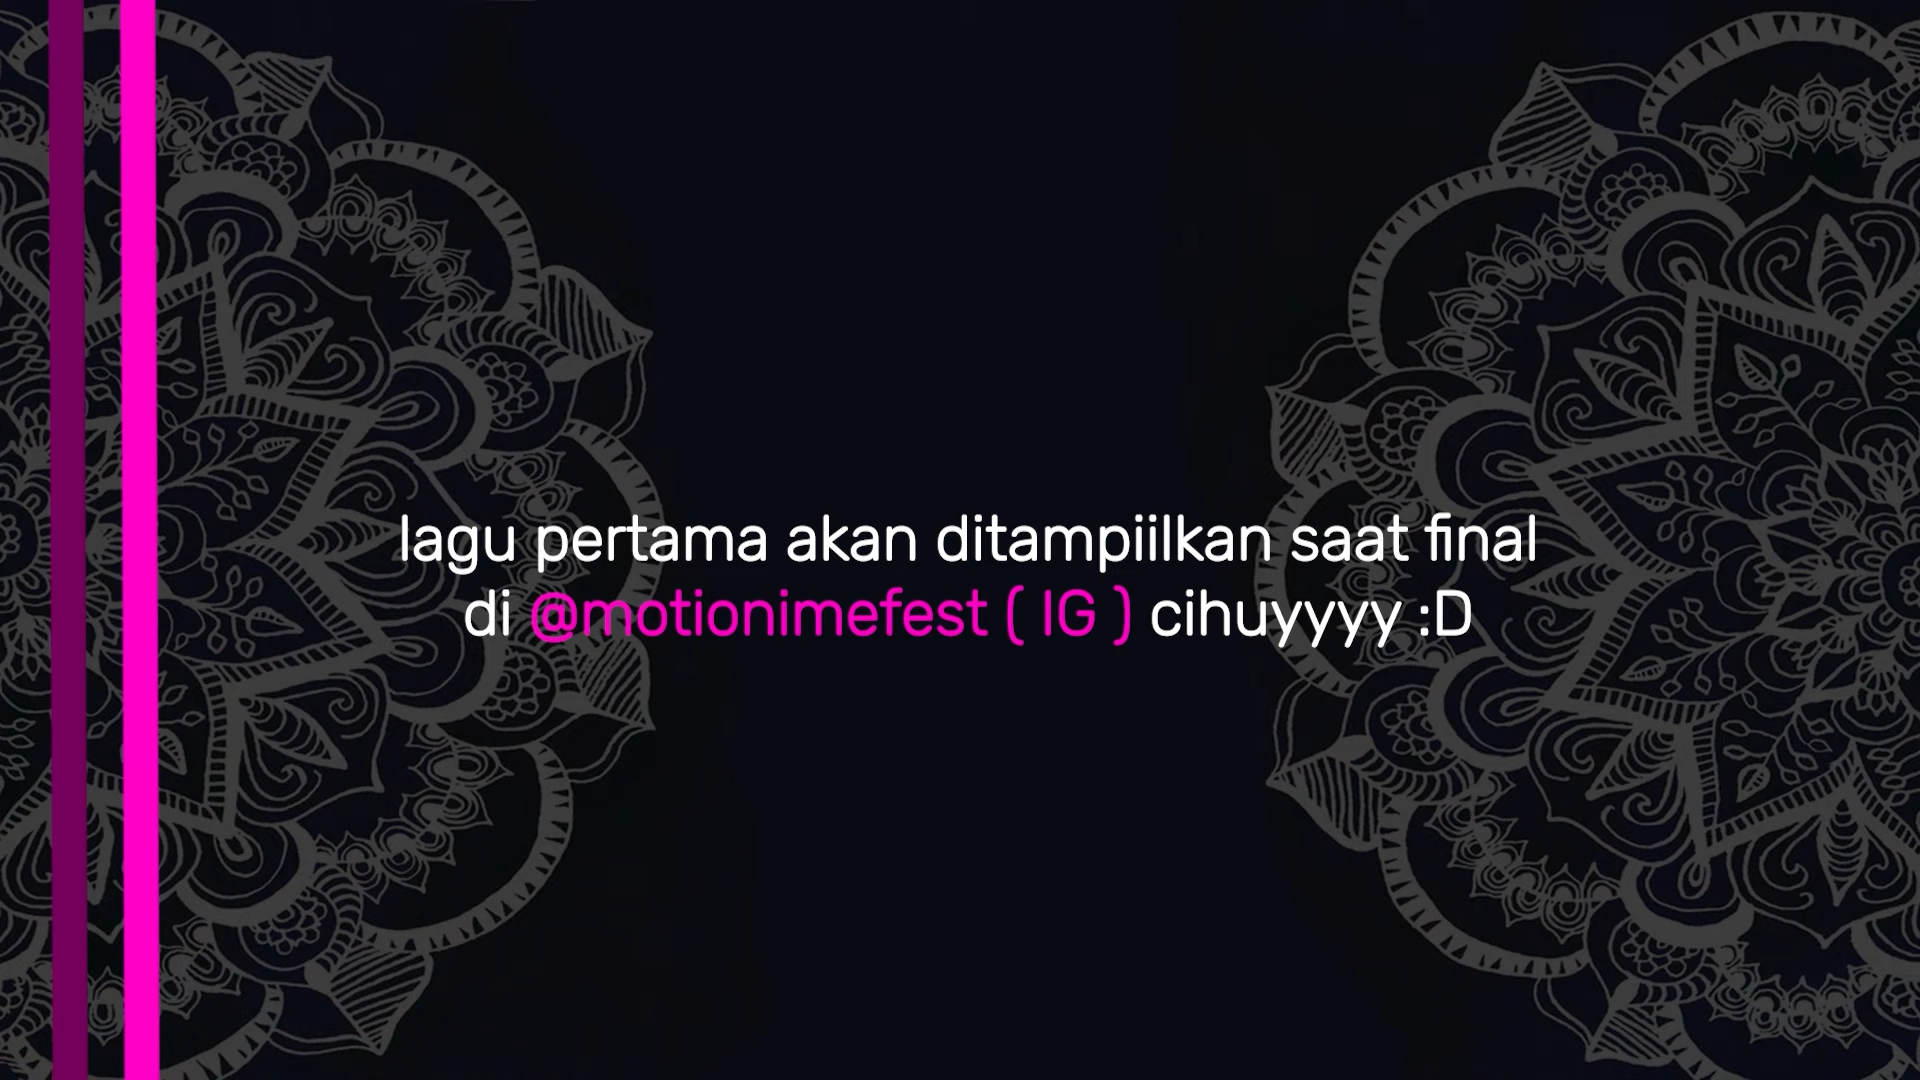 lagu pertama akan ditampiilkan saat final
di @motionimefest ( IG ) cihuyyyy :D